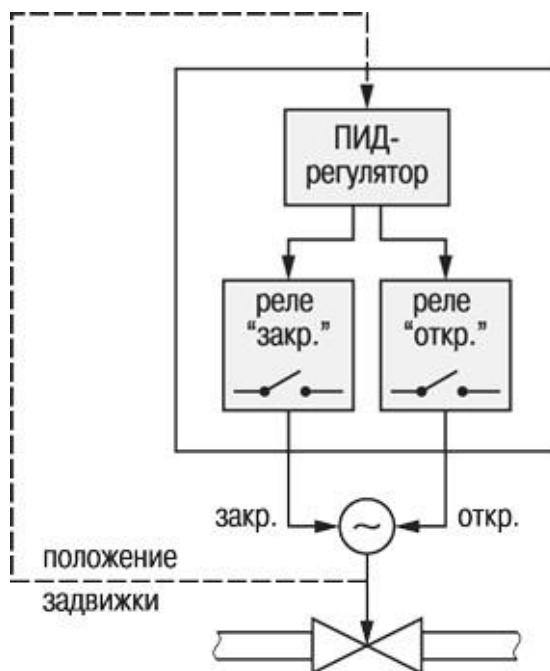 ПИД-
регулятор
реле
“закр.”
реле
“откр.”
закр.
~
откр.
положение
задвижки